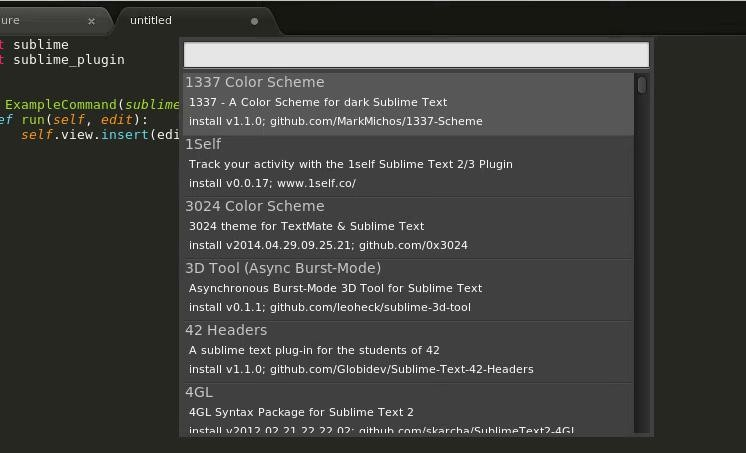 ure × untitled
t sublime
t sublime_plugin
ExampleCommand(sublime
ef run(self, edit):
self.view.insert(edi
1337 Color Scheme
1337 - A Color Scheme for dark Sublime Text
install v1.1.0; github.com/MarkMichos/1337-Scheme
1Self
Track your activity with the 1self Sublime Text 2/3 Plugin
install v0.0.17; www.1self.co/
3024 Color Scheme
3024 theme for TextMate & Sublime Text
install v2014.04.29.09.25.21; github.com/0x3024
3D Tool (Async Burst-Mode)
Asynchronous Burst-Mode 3D Tool for Sublime Text
install v0.1.1; github.com/leoheck/sublime-3d-tool
42 Headers
A sublime text plug-in for the students of 42
install v1.1.0; github.com/Globidev/Sublime-Text-42-Headers
4GL
4GL Syntax Package for Sublime Text 2
install v2012.02.21.22.22.02; github.com/skarcha/SublimeText2-4GL